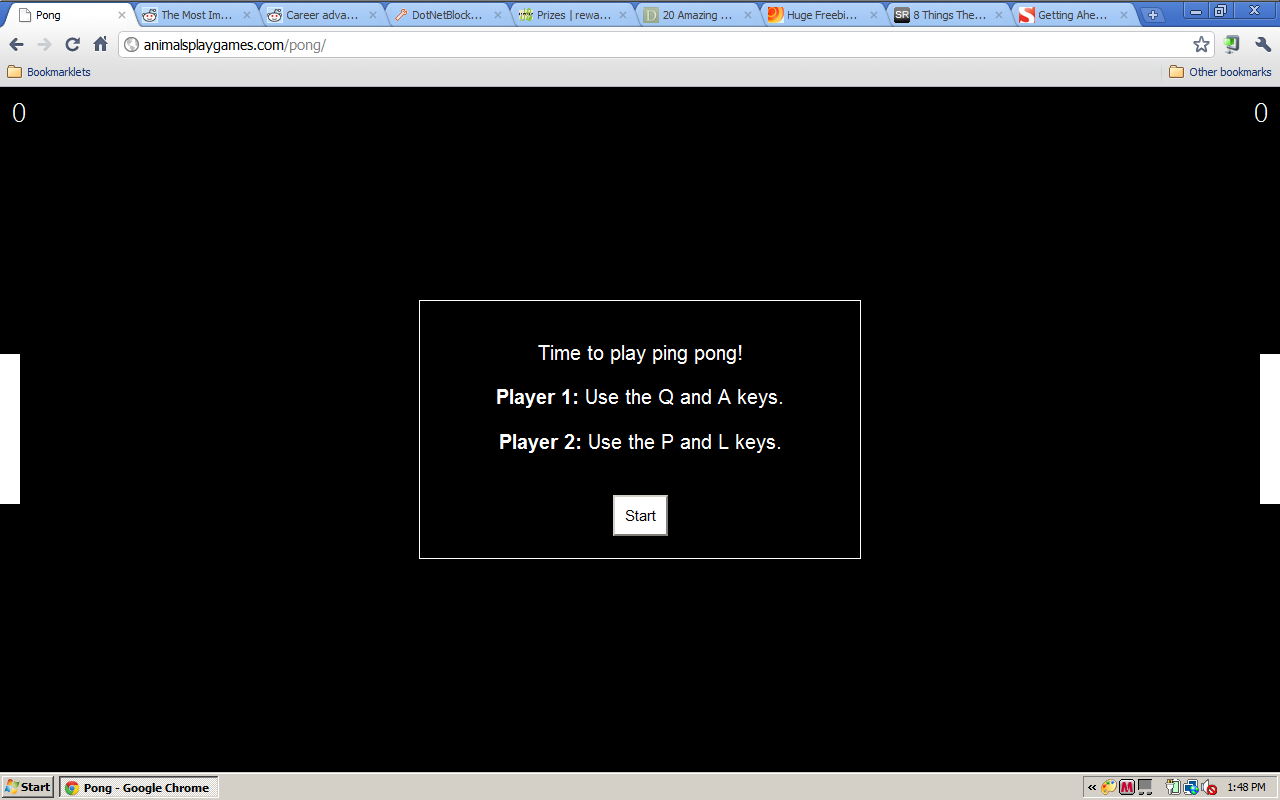 Pong
The Most Im...
Career adva...
DotNetBlock...
Prizes | rewa...
20 Amazing ...
Huge Freebi...
SR
8 Things The...
Getting Ahe...
animalsplaygames.com/pong/
Bookmarklets
Other bookmarks
0
0
Time to play ping pong!
Player 1: Use the Q and A keys.
Player 2: Use the P and L keys.
Start
Start
Pong - Google Chrome
1:48 PM